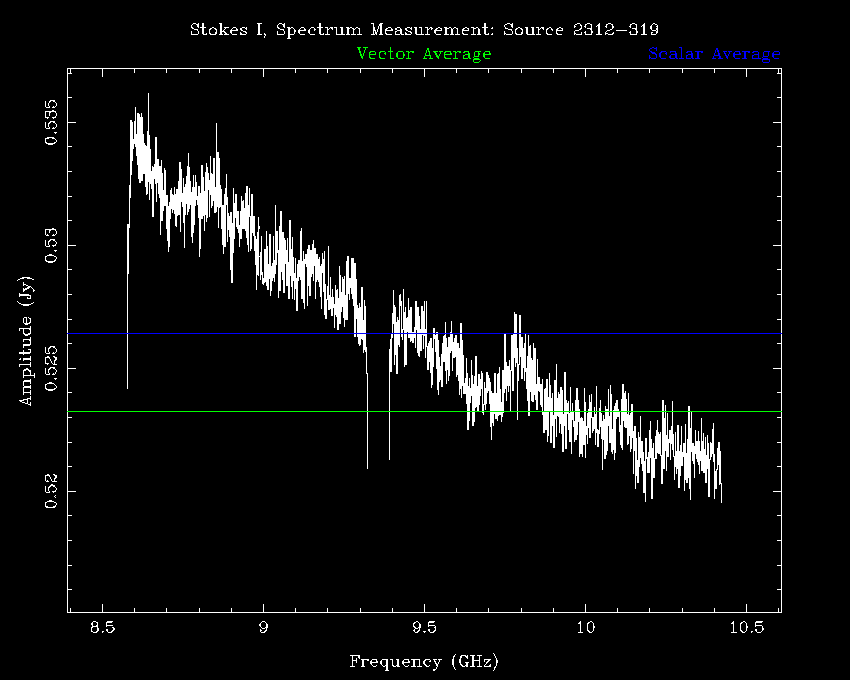 Stokes I, Spectrum Measurement: Source 2312−319
Vector Average
Scalar Average
0.535
0.53
0.525
0.52
Amplitude (Jy)
8.5
9
9.5
10
10.5
Frequency (GHz)